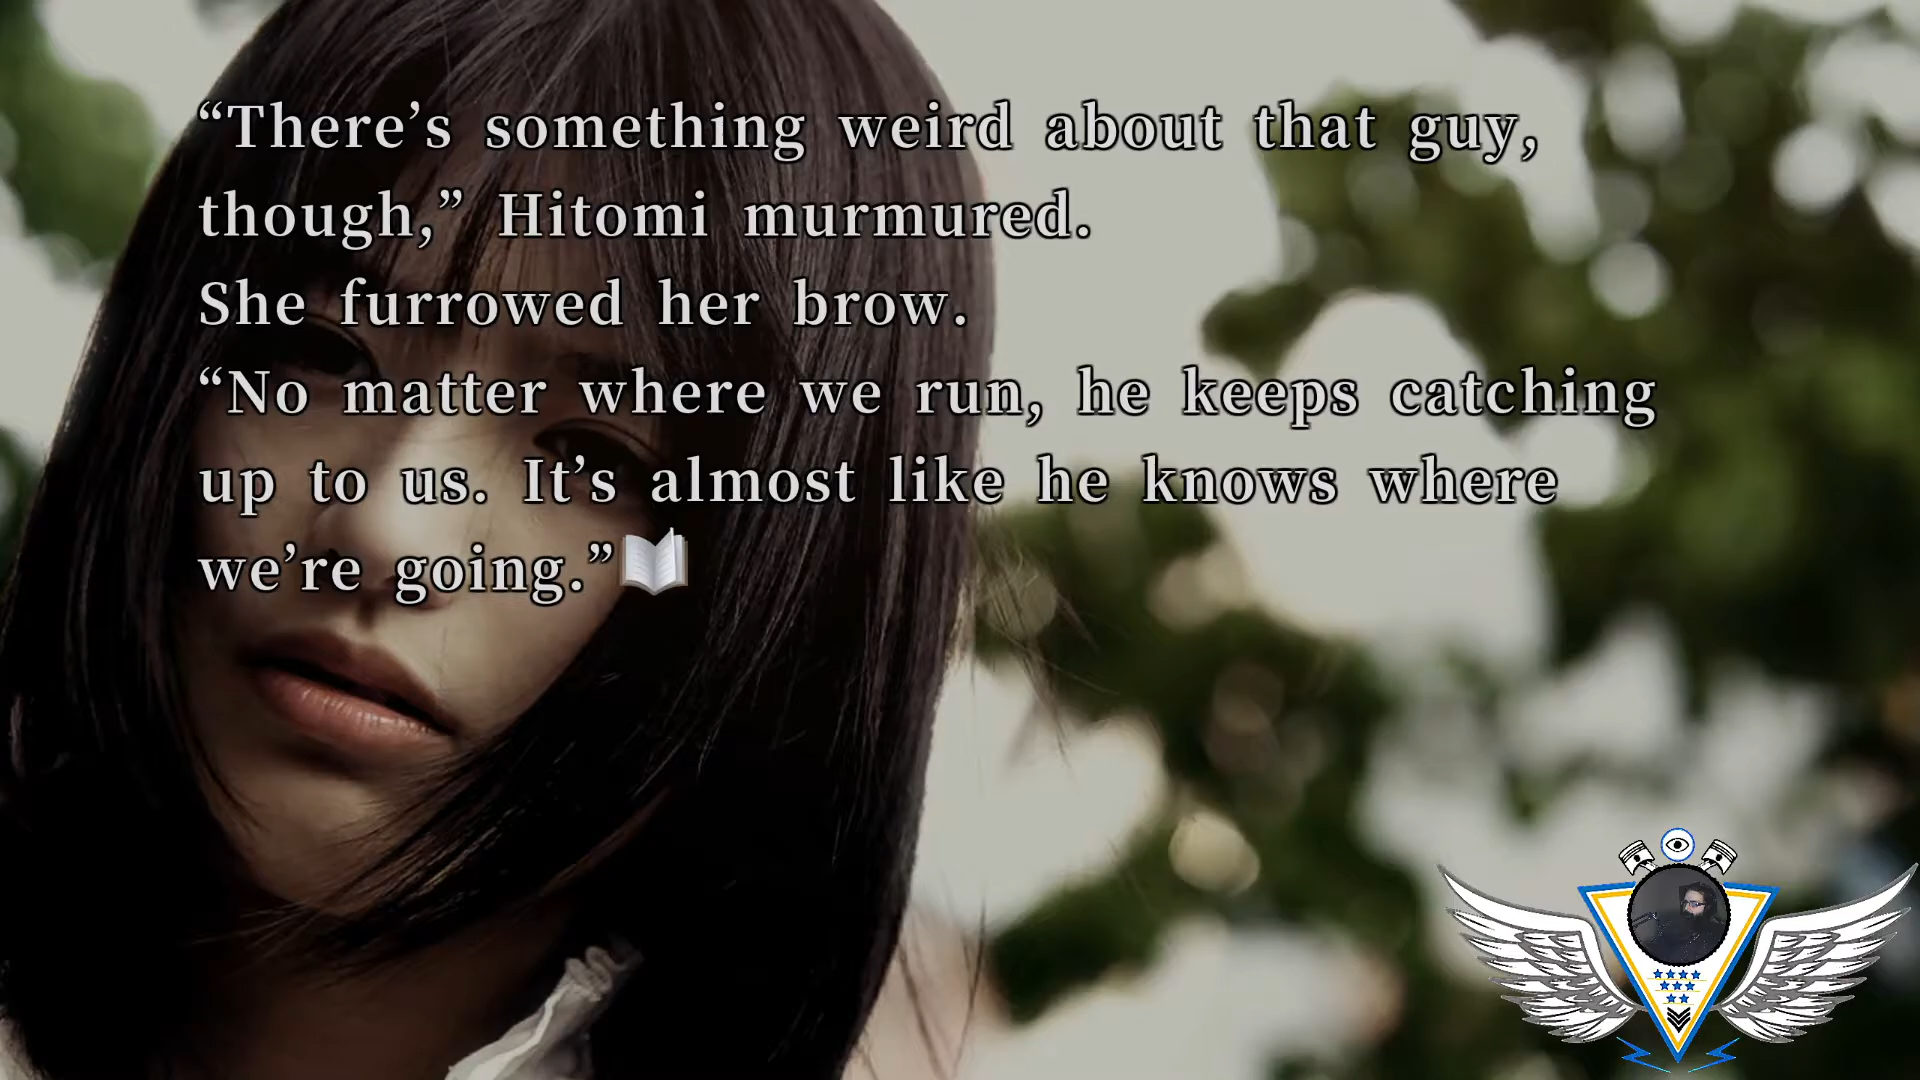 “There’s something weird about that guy,
though,” Hitomi murmured.
She furrowed her brow.
“No matter where we run, he keeps catching
up to us. It’s almost like he knows where
we’re going.”